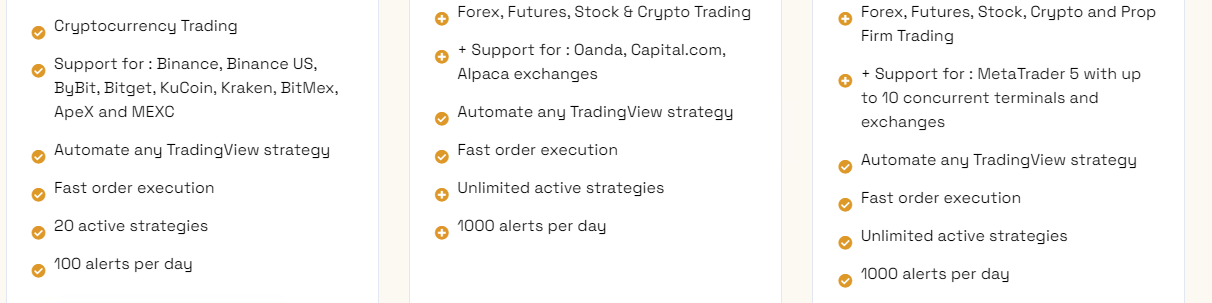 Cryptocurrency Trading
Support for : Binance, Binance US,
ByBit, Bitget, KuCoin, Kraken, BitMex,
ApeX and MEXC
Automate any TradingView strategy
Fast order execution
20 active strategies
100 alerts per day
Forex, Futures, Stock & Crypto Trading
+ Support for : Oanda, Capital.com,
Alpaca exchanges
Automate any TradingView strategy
Fast order execution
Unlimited active strategies
1000 alerts per day
Forex, Futures, Stock, Crypto and Prop
Firm Trading
+ Support for : MetaTrader 5 with up
to 10 concurrent terminals and
exchanges
Automate any TradingView strategy
Fast order execution
Unlimited active strategies
1000 alerts per day